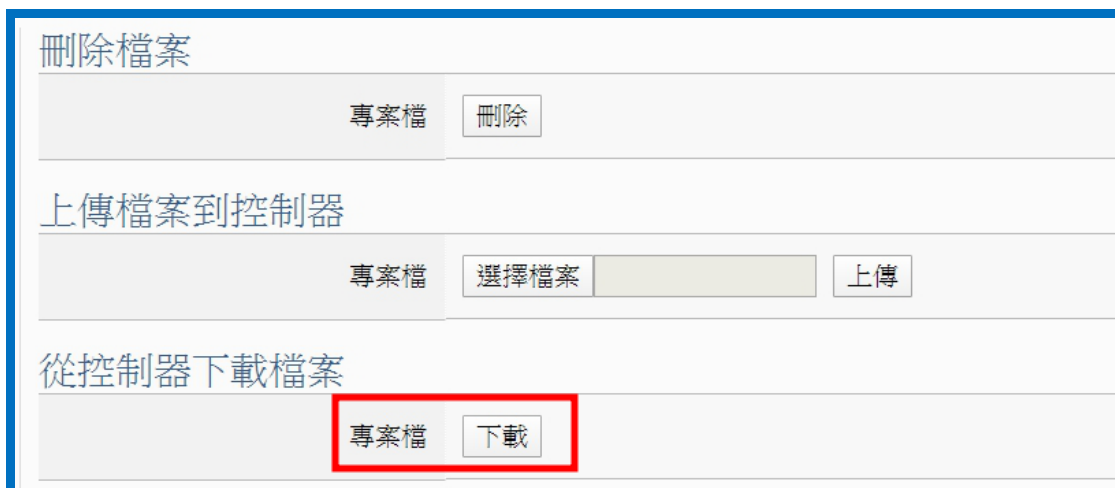 刪除檔案
專案檔 刪除
上傳檔案到控制器
專案檔 選擇檔案 上傳
從控制器下載檔案
專案檔 下載